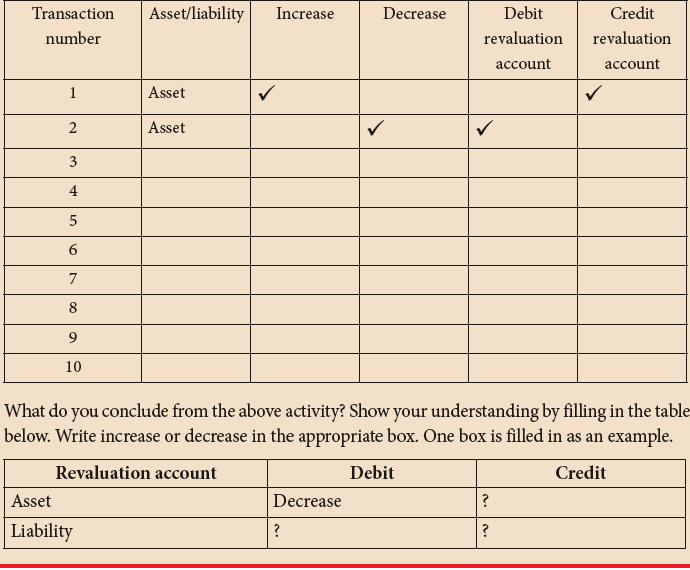 Transaction number Asset/liability Increase Decrease Debit revaluation account Credit revaluation account
1 Asset ✓ ✓
2 Asset ✓ ✓
3
4
5
6
7
8
9
10
What do you conclude from the above activity? Show your understanding by filling in the table
below. Write increase or decrease in the appropriate box. One box is filled in as an example.
Revaluation account Debit Credit
Asset Decrease ?
Liability ? ?